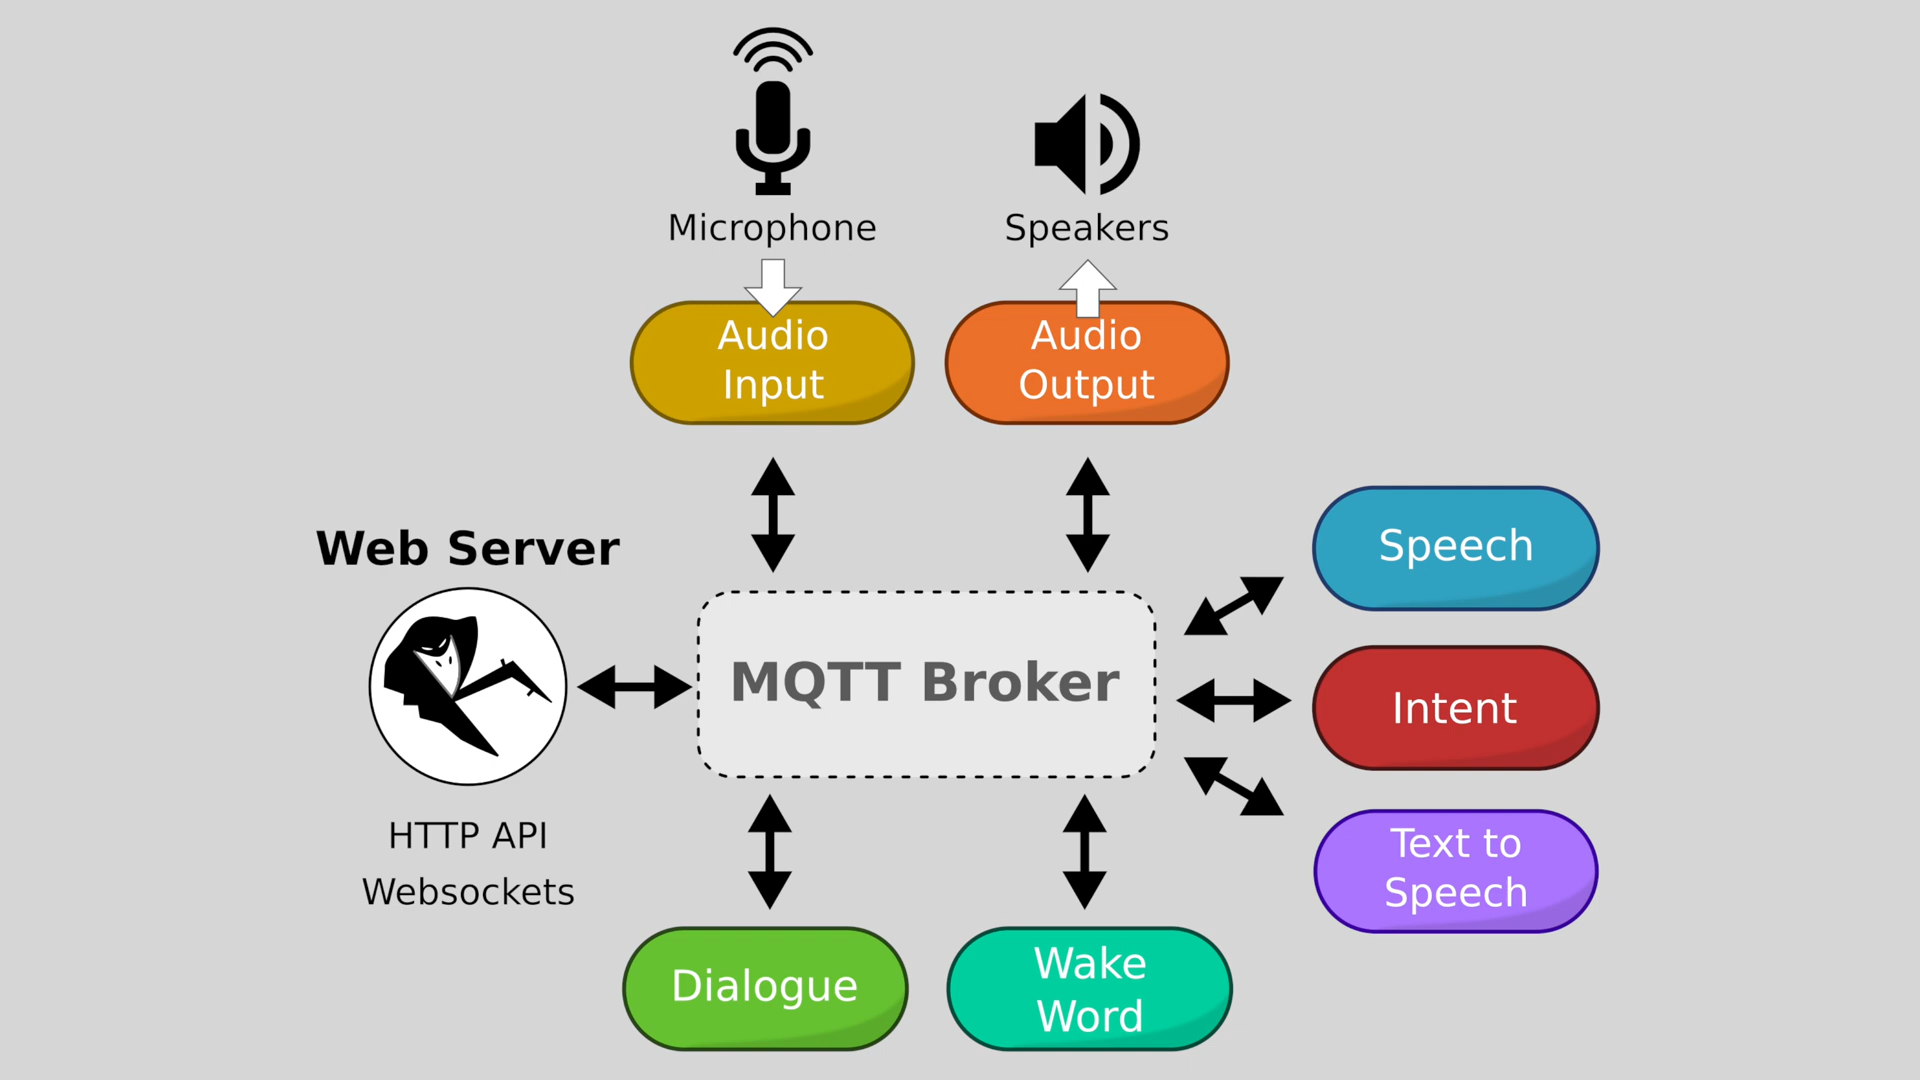 Microphone
Speakers
Audio
Input
Audio
Output
Web Server
Speech
MQTT Broker
Intent
HTTP API
Websockets
Text to
Speech
Dialogue
Wake
Word